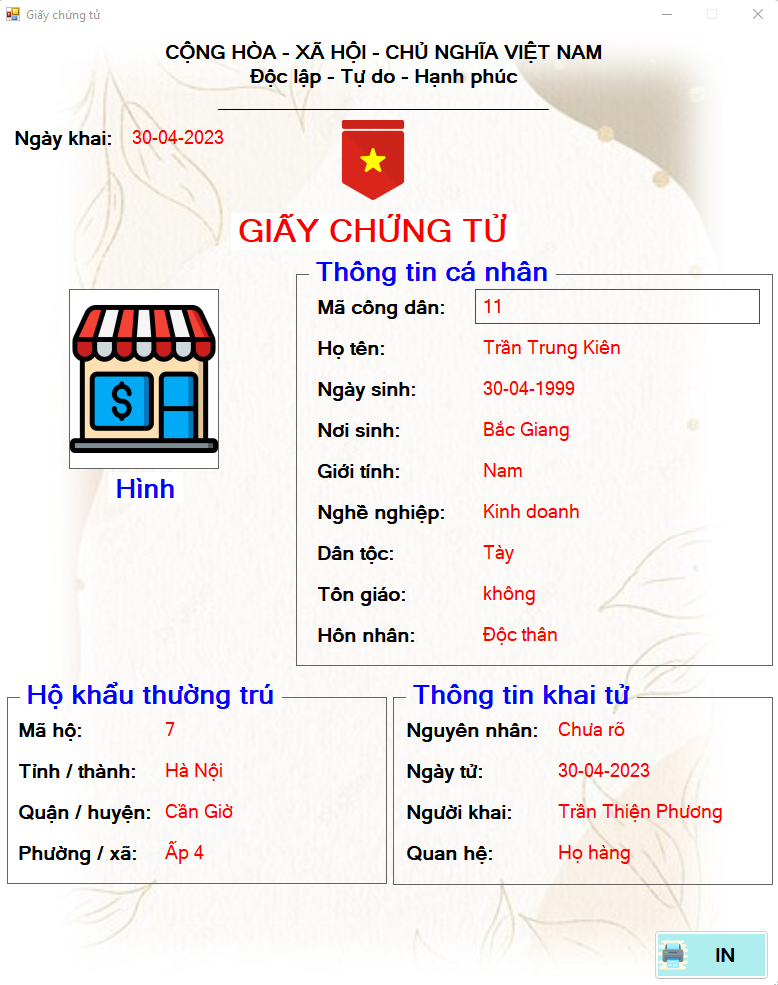 Giấy chứng tử
CỘNG HÒA - XÃ HỘI - CHỦ NGHĨA VIỆT NAM
Độc lập - Tự do - Hạnh phúc
Ngày khai: 30-04-2023
GIẤY CHỨNG TỬ
Thông tin cá nhân
Mã công dân: 11
Họ tên: Trần Trung Kiên
Ngày sinh: 30-04-1999
Nơi sinh: Bắc Giang
Giới tính: Nam
Nghề nghiệp: Kinh doanh
Dân tộc: Tày
Tôn giáo: không
Hôn nhân: Độc thân
$
Hình
Hộ khẩu thường trú
Mã hộ: 7
Tỉnh / thành: Hà Nội
Quận / huyện: Cần Giờ
Phường / xã: Ấp 4
Thông tin khai tử
Nguyên nhân: Chưa rõ
Ngày tử: 30-04-2023
Người khai: Trần Thiện Phương
Quan hệ: Họ hàng
IN